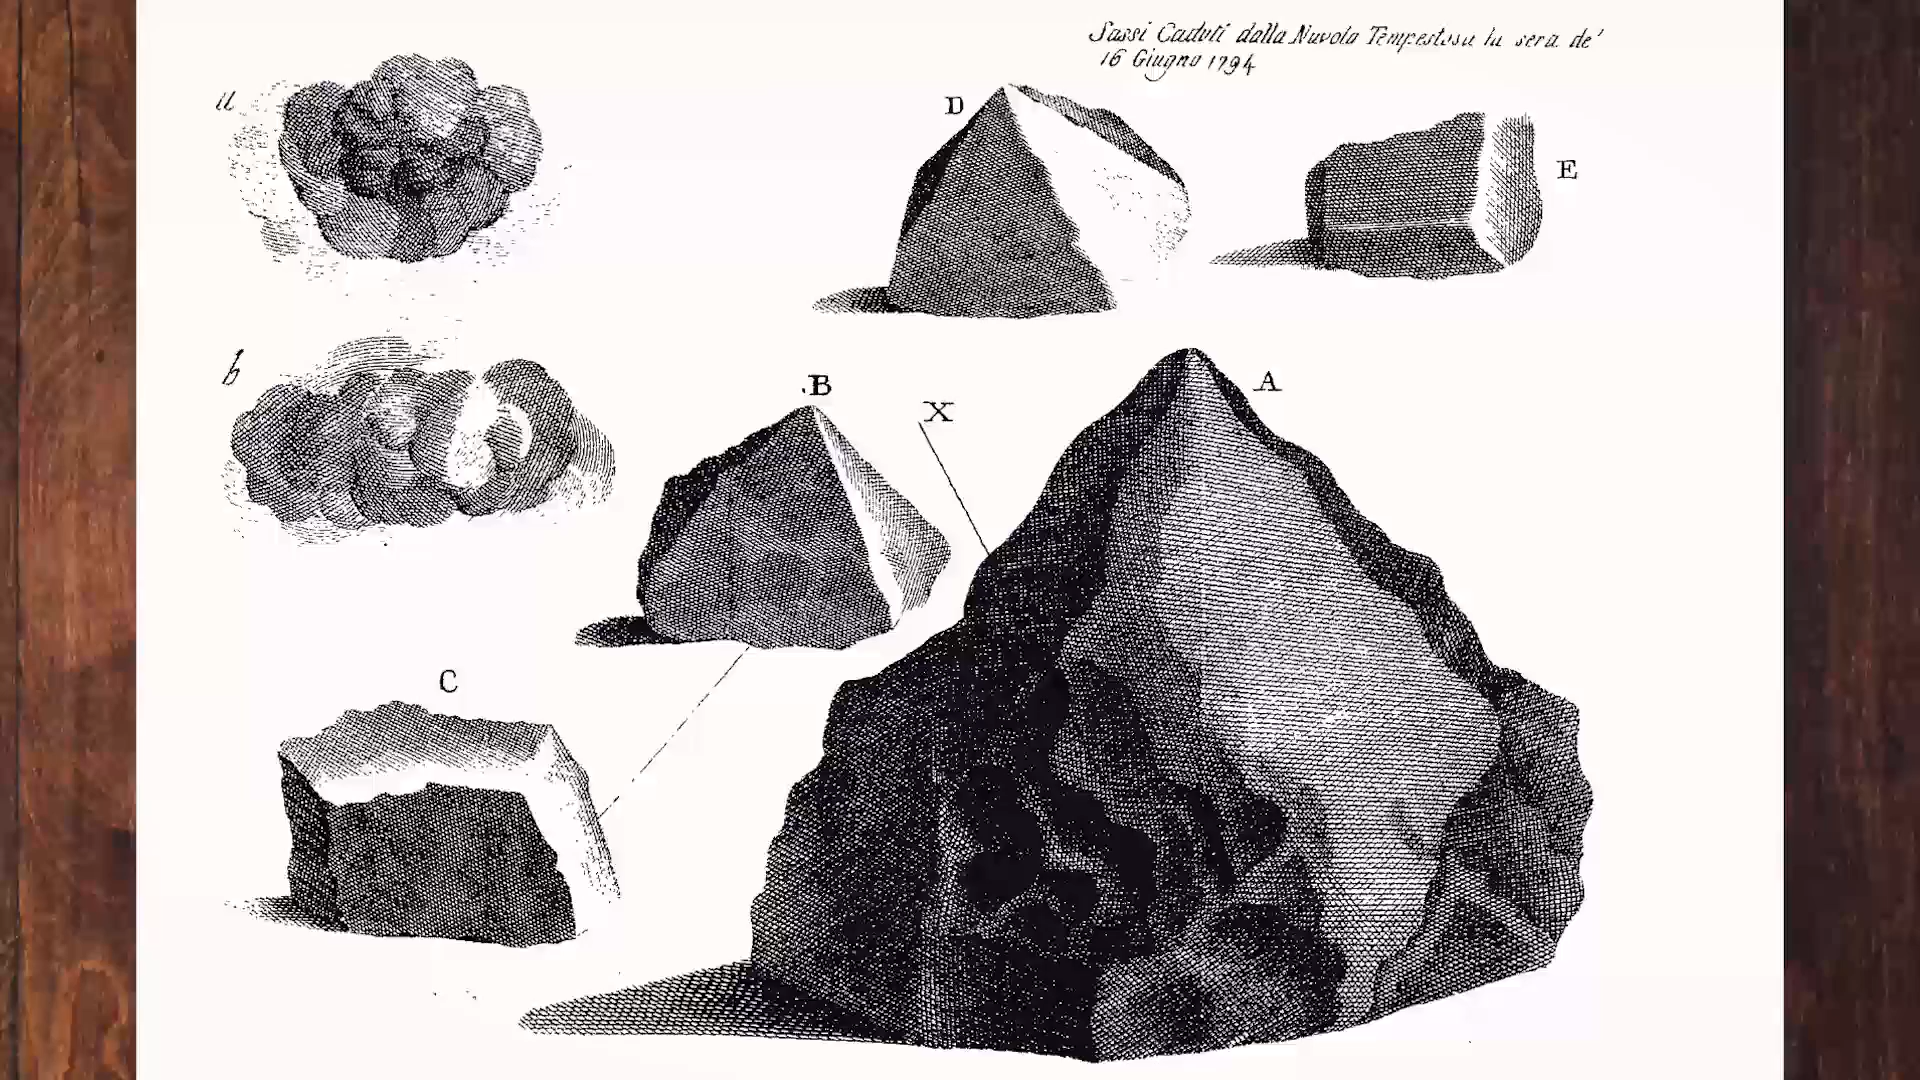 Sassi Caduti dalla Nuvola Tempestosa la sera de'
16 Giugno 1794
a
D
E
b
B
X
A
C